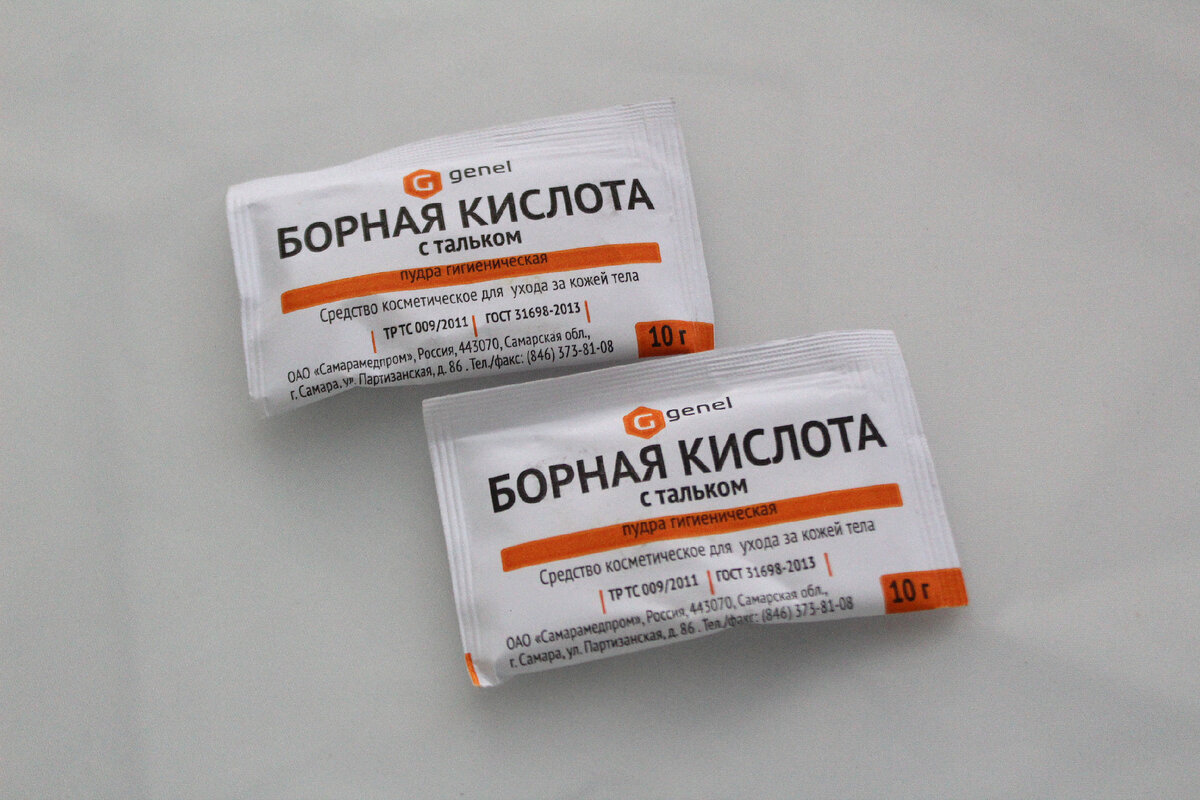 G genel
БОРНАЯ КИСЛОТА
с тальком
пудра гигиеническая
Средство косметическое для ухода за кожей тела
ТР ТС 009/2011 ГОСТ 31698-2013
10 г
ОАО «Самарамедпром», Россия, 443070, Самарская обл.,
г. Самара, ул. Партизанская, д. 86 . Тел./факс: (846) 373-81-08
G genel
БОРНАЯ КИСЛОТА
с тальком
пудра гигиеническая
Средство косметическое для ухода за кожей тела
ТР ТС 009/2011 ГОСТ 31698-2013
10 г
ОАО «Самарамедпром», Россия, 443070, Самарская обл.,
г. Самара, ул. Партизанская, д. 86 . Тел./факс: (846) 373-81-08